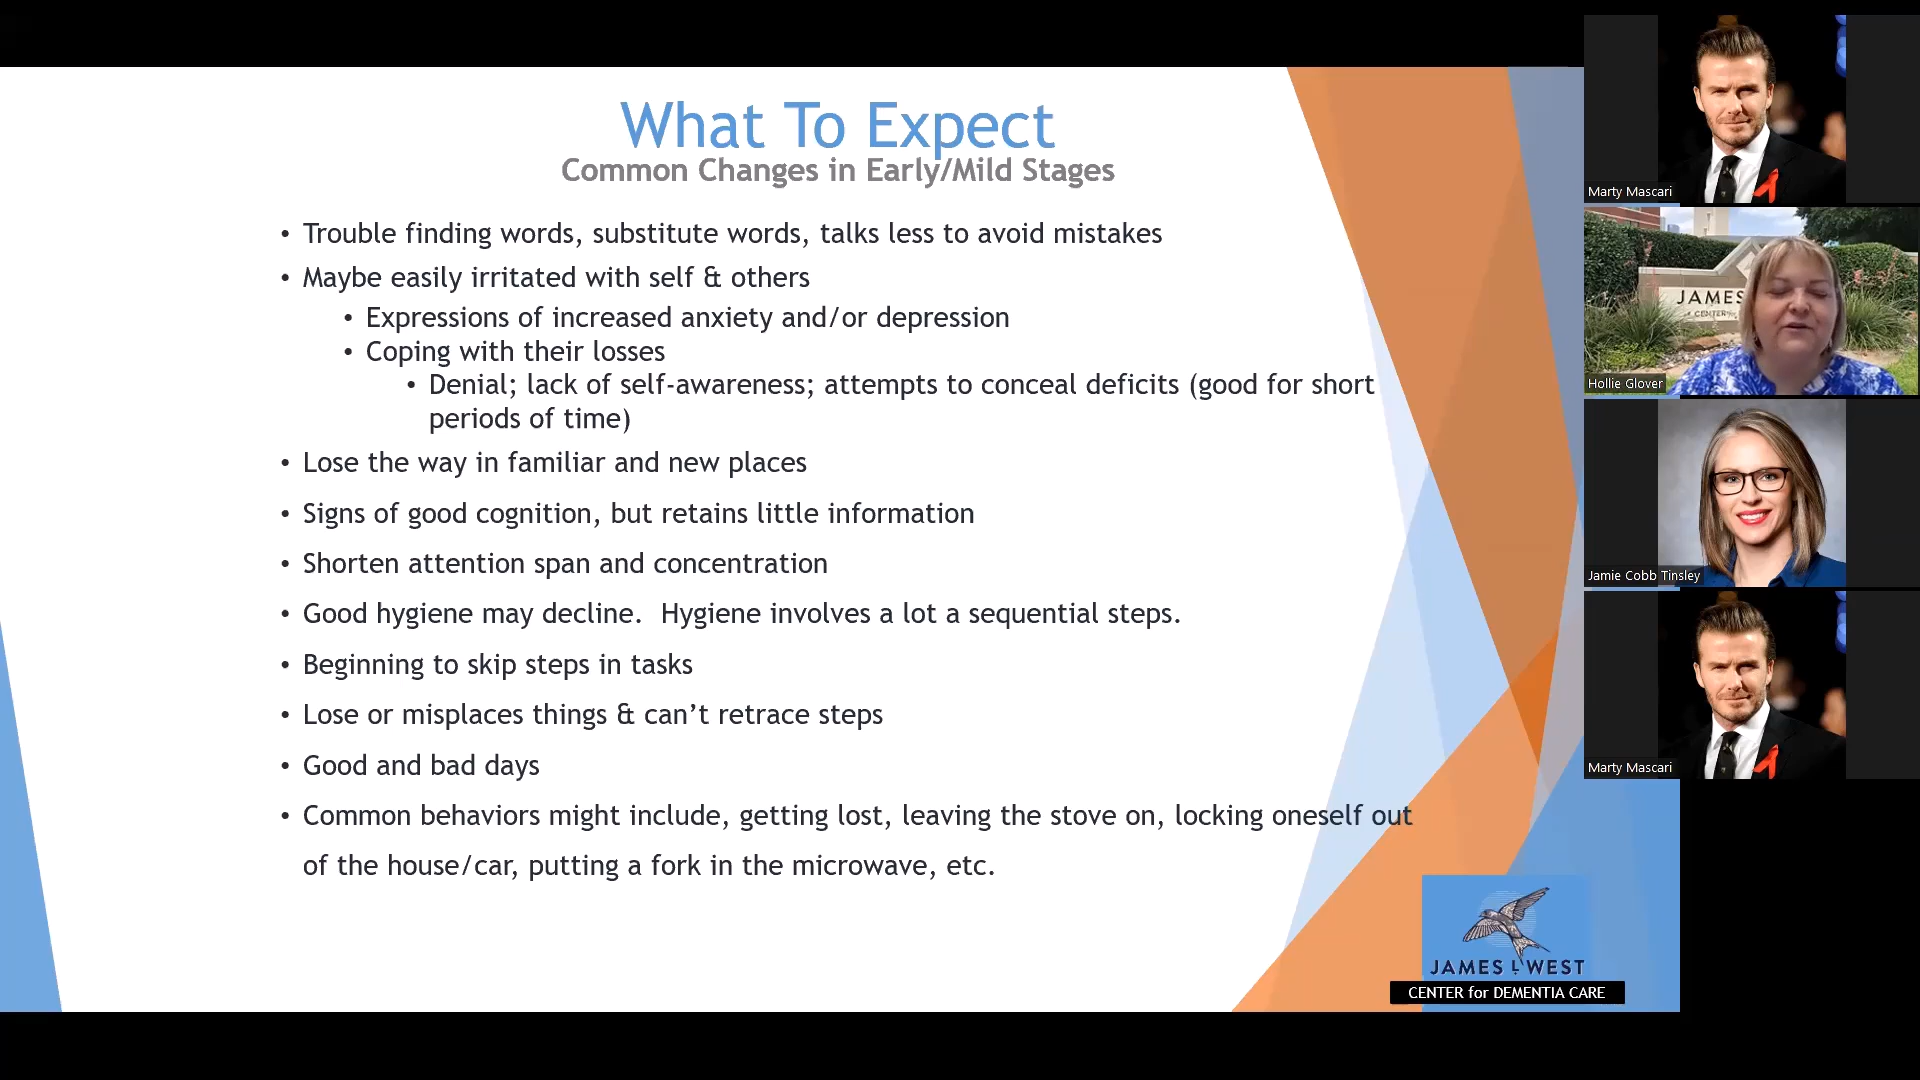 What To Expect
Common Changes in Early/Mild Stages
• Trouble finding words, substitute words, talks less to avoid mistakes
• Maybe easily irritated with self & others
• Expressions of increased anxiety and/or depression
• Coping with their losses
• Denial; lack of self-awareness; attempts to conceal deficits (good for short
periods of time)
• Lose the way in familiar and new places
• Signs of good cognition, but retains little information
• Shorten attention span and concentration
• Good hygiene may decline.  Hygiene involves a lot a sequential steps.
• Beginning to skip steps in tasks
• Lose or misplaces things & can’t retrace steps
• Good and bad days
• Common behaviors might include, getting lost, leaving the stove on, locking oneself out
of the house/car, putting a fork in the microwave, etc.
JAMES L WEST
CENTER for DEMENTIA CARE
Marty Mascari
JAMES
CENTER
Hollie Glover
Jamie Cobb Tinsley
Marty Mascari